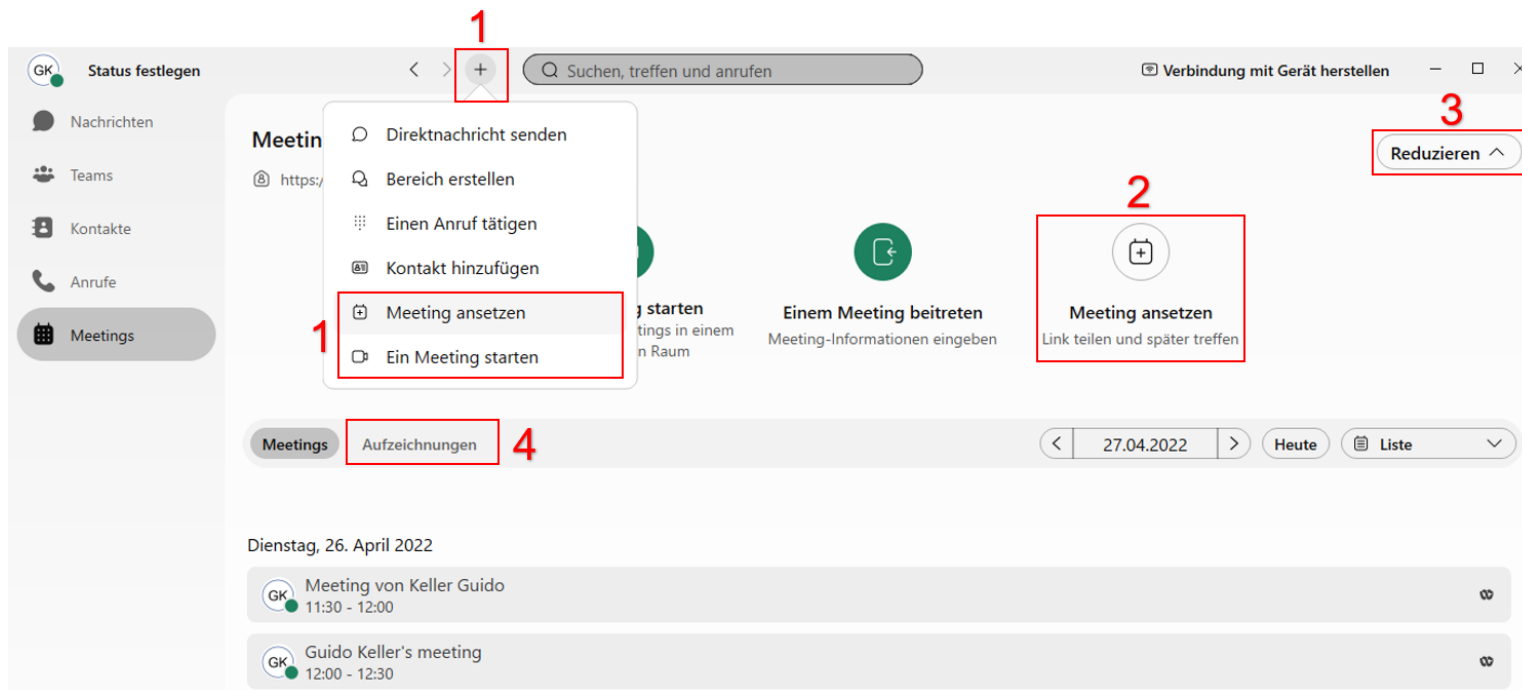 1
GK Status festlegen
+
Suchen, treffen und anrufen
Verbindung mit Gerät herstellen
3
Nachrichten
Teams
Kontakte
Anrufe
Meetings
Meetin
https:/
Direktnachricht senden
Bereich erstellen
Einen Anruf tätigen
Kontakt hinzufügen
1
Meeting ansetzen
Ein Meeting starten
Reduzieren
2
g starten
tings in einem
n Raum
Einem Meeting beitreten
Meeting-Informationen eingeben
Meeting ansetzen
Link teilen und später treffen
Meetings
Aufzeichnungen
4
27.04.2022
Heute
Liste
Dienstag, 26. April 2022
GK
Meeting von Keller Guido
11:30 - 12:00
GK
Guido Keller's meeting
12:00 - 12:30